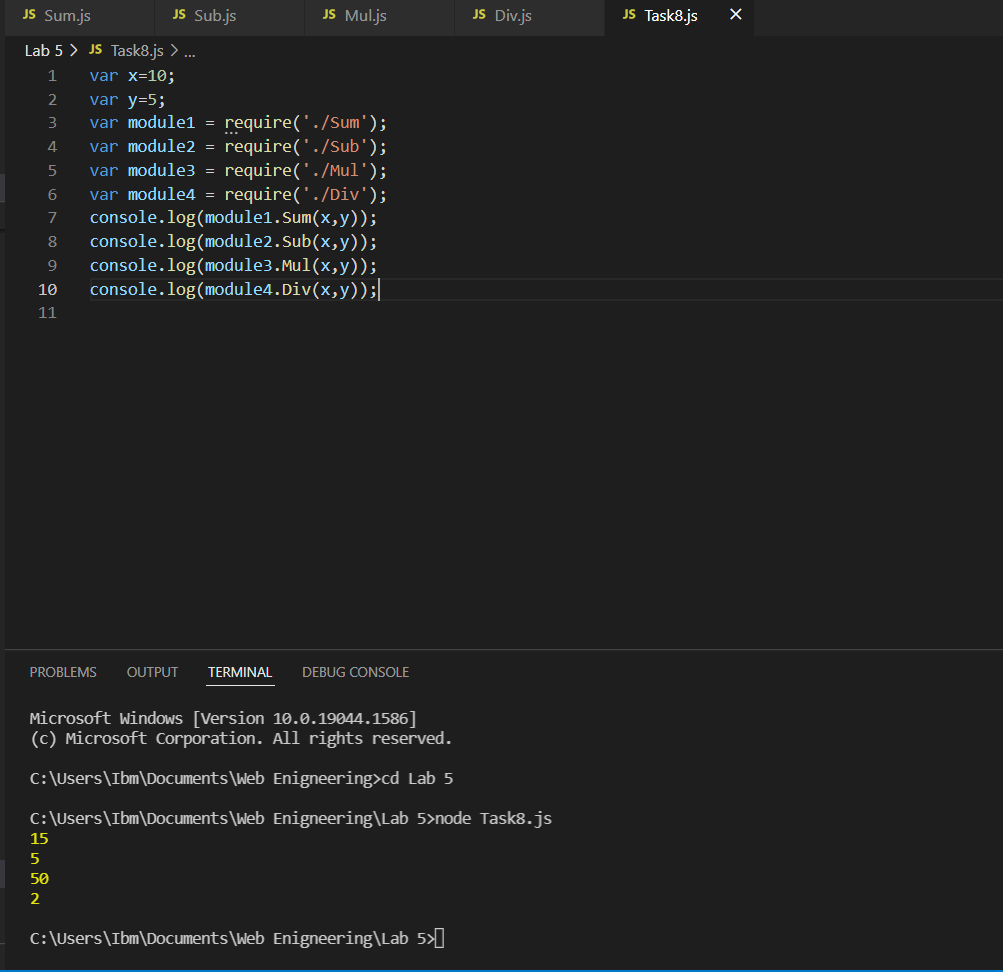 JS Sum.js JS Sub.js JS Mul.js JS Div.js JS Task8.js ×
Lab 5 > JS Task8.js > ...
1 var x=10;
2 var y=5;
3 var module1 = require('./Sum');
4 var module2 = require('./Sub');
5 var module3 = require('./Mul');
6 var module4 = require('./Div');
7 console.log(module1.Sum(x,y));
8 console.log(module2.Sub(x,y));
9 console.log(module3.Mul(x,y));
10 console.log(module4.Div(x,y));
11
PROBLEMS OUTPUT TERMINAL DEBUG CONSOLE
Microsoft Windows [Version 10.0.19044.1586]
(c) Microsoft Corporation. All rights reserved.
C:\Users\Ibm\Documents\Web Enigneering>cd Lab 5
C:\Users\Ibm\Documents\Web Enigneering\Lab 5>node Task8.js
15
5
50
2
C:\Users\Ibm\Documents\Web Enigneering\Lab 5>